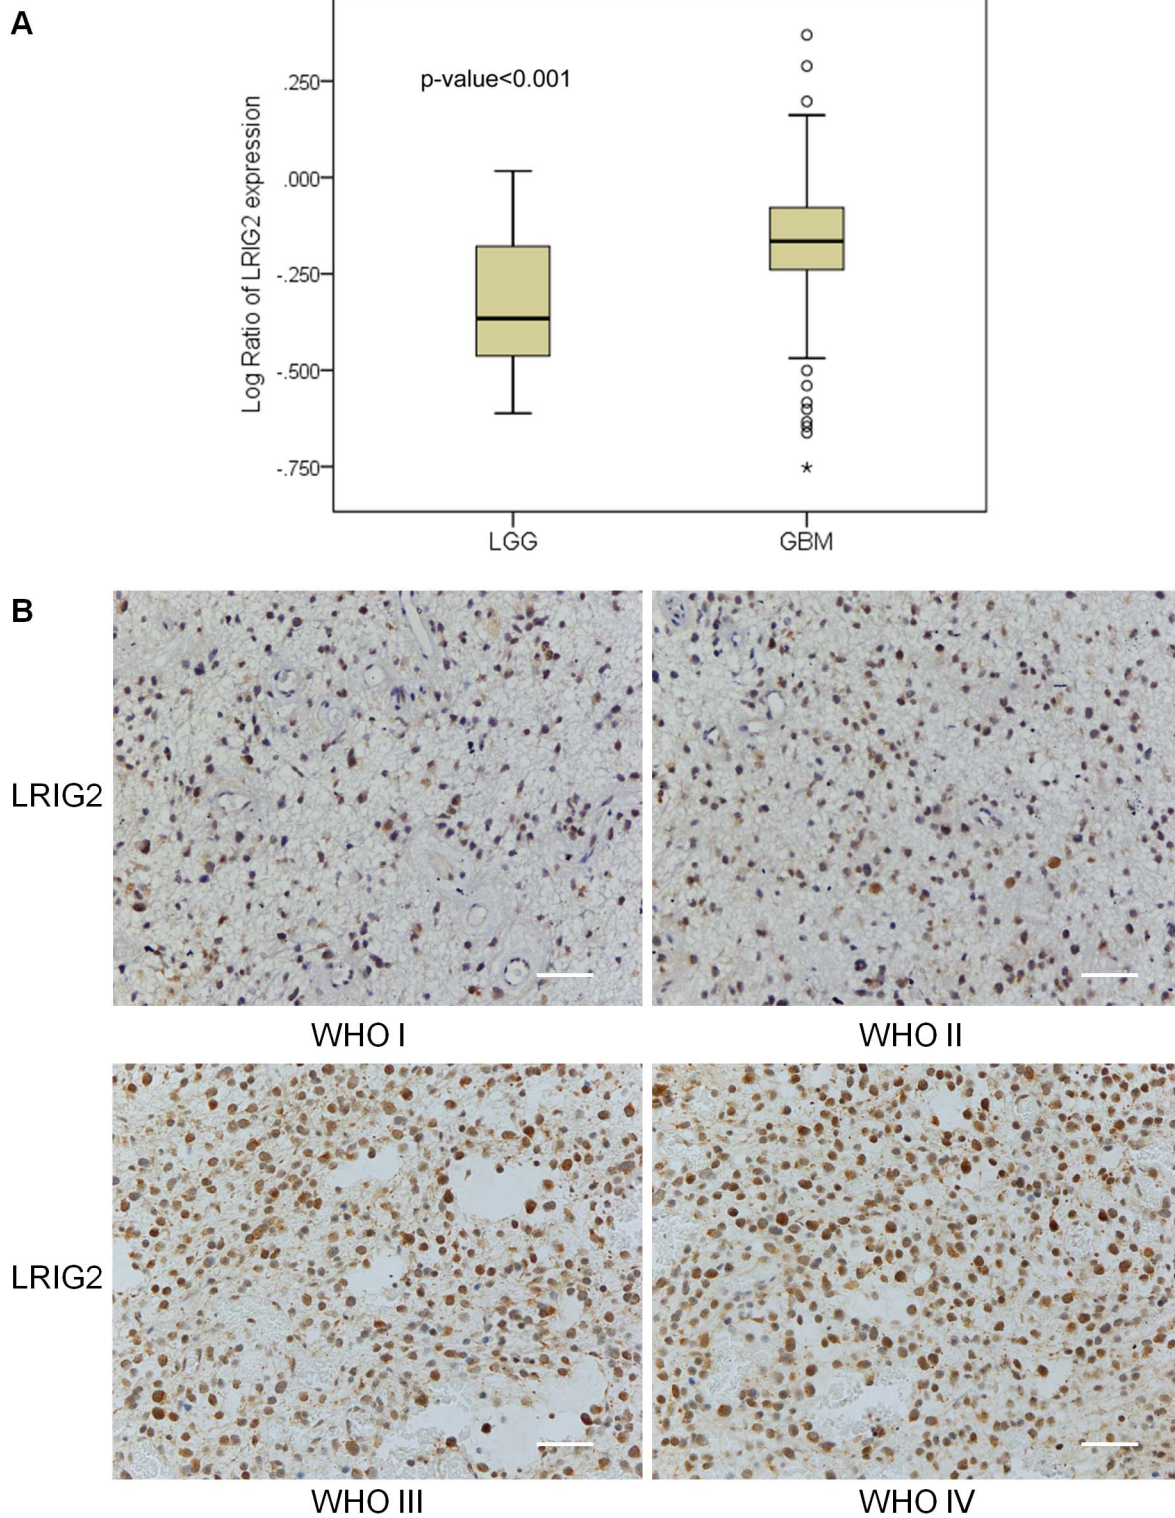 A
p-value<0.001
Log Ratio of LRIG2 expression
.250
.000
-.250
-.500
-.750
LGG GBM
B
LRIG2
WHO I WHO II
LRIG2
WHO III WHO IV